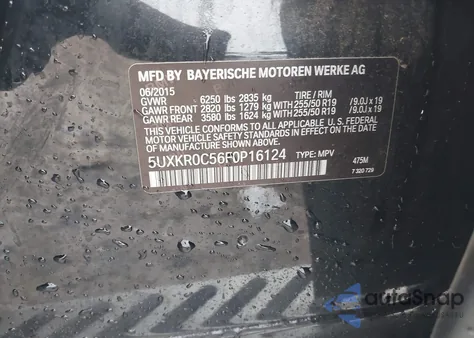 MFD BY BAYERISCHE MOTOREN WERKE AG
06/2015
GVWR 6250 lbs 2835 kg TIRE / RIM
GAWR FRONT 2820 lbs 1279 kg WITH 255/50 R19 /9.0J x 19
GAWR REAR 3580 lbs 1624 kg WITH 255/50 R19 /9.0J x 19
THIS VEHICLE CONFORMS TO ALL APPLICABLE U.S. FEDERAL
MOTOR VEHICLE SAFETY STANDARDS IN EFFECT ON THE
DATE OF MANUFACTURE SHOWN ABOVE.
5UXKR0C56F0P16124 TYPE: MPV 475M
7 320 729
autoSnap